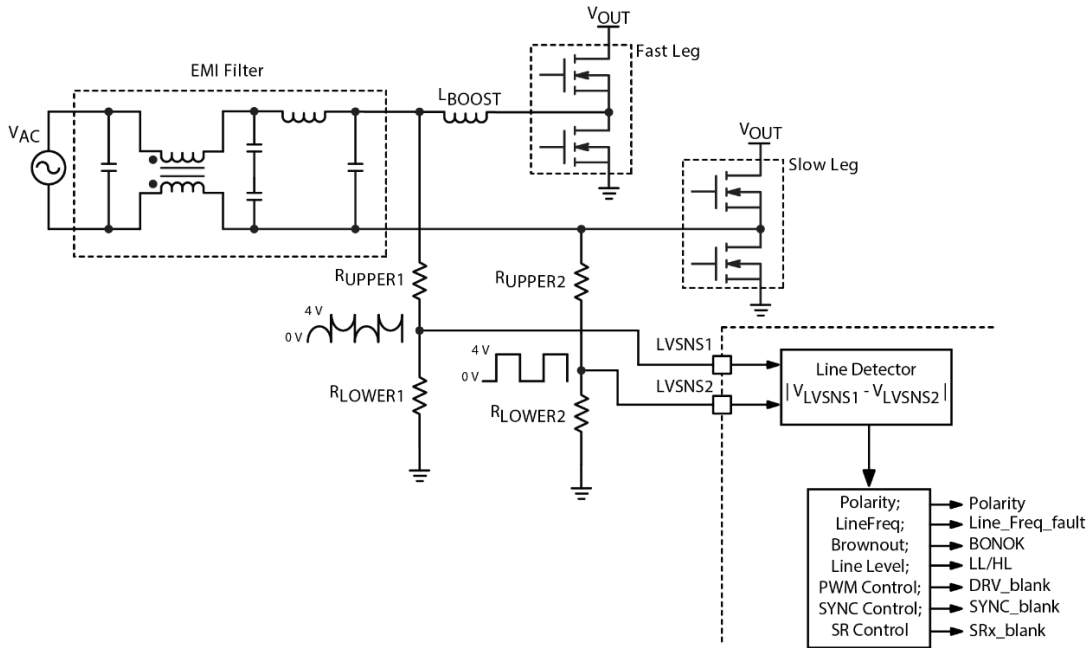 VOUT
Fast Leg
EMI Filter
LBOOST
VAC
VOUT
Slow Leg
RUPPER1
RUPPER2
4 V
0 V
LVSNS1
4 V
0 V
LVSNS2
RLOWER1
RLOWER2
Line Detector
| VLVSNS1 - VLVSNS2 |
Polarity;
Polarity
LineFreq;
Line_Freq_fault
Brownout;
BONOK
Line Level;
LL/HL
PWM Control;
DRV_blank
SYNC Control;
SYNC_blank
SR Control
SRx_blank